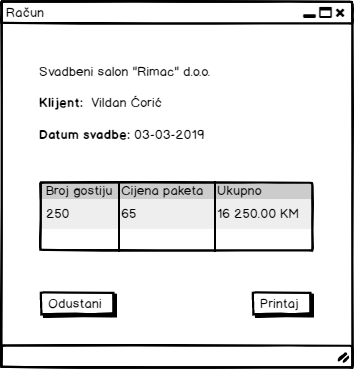 Račun
Svadbeni salon "Rimac" d.o.o.
Klijent: Vildan Ćorić
Datum svadbe: 03-03-2019
Broj gostiju Cijena paketa Ukupno
250 65 16 250.00 KM
Odustani Printaj